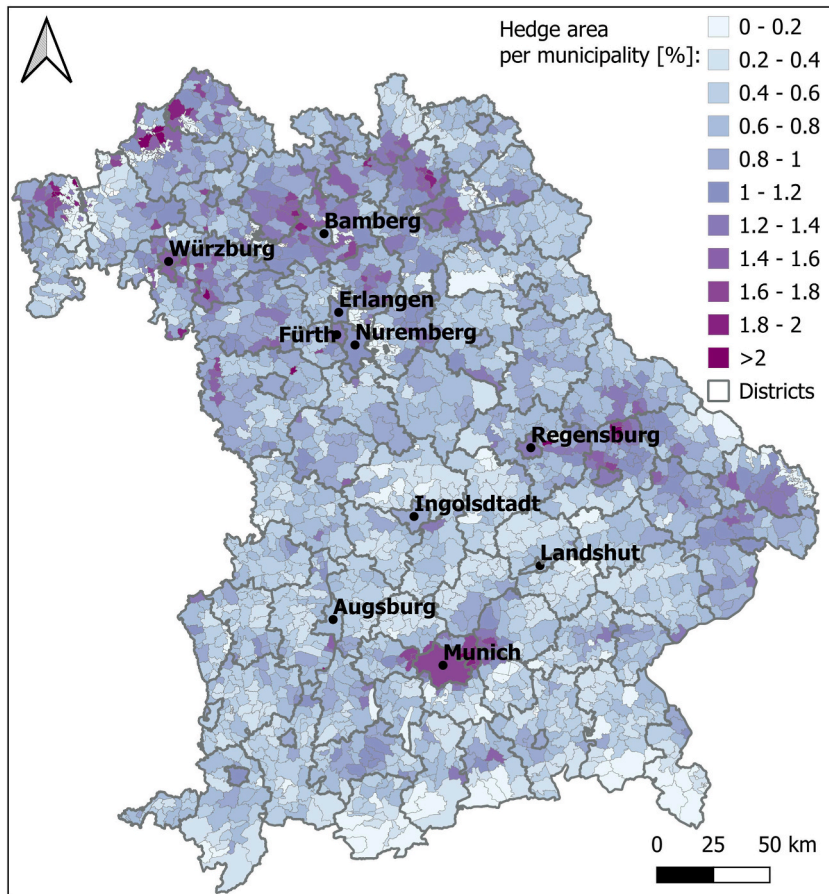 Hedge area
per municipality [%]:
0 - 0.2
0.2 - 0.4
0.4 - 0.6
0.6 - 0.8
0.8 - 1
1 - 1.2
1.2 - 1.4
1.4 - 1.6
1.6 - 1.8
1.8 - 2
>2
Districts
Bamberg
Würzburg
Erlangen
Fürth
Nuremberg
Regensburg
Ingolsdtadt
Landshut
Augsburg
Munich
0 25 50 km